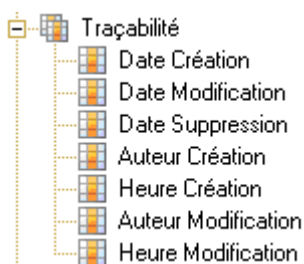 Traçabilité
Date Création
Date Modification
Date Suppression
Auteur Création
Heure Création
Auteur Modification
Heure Modification